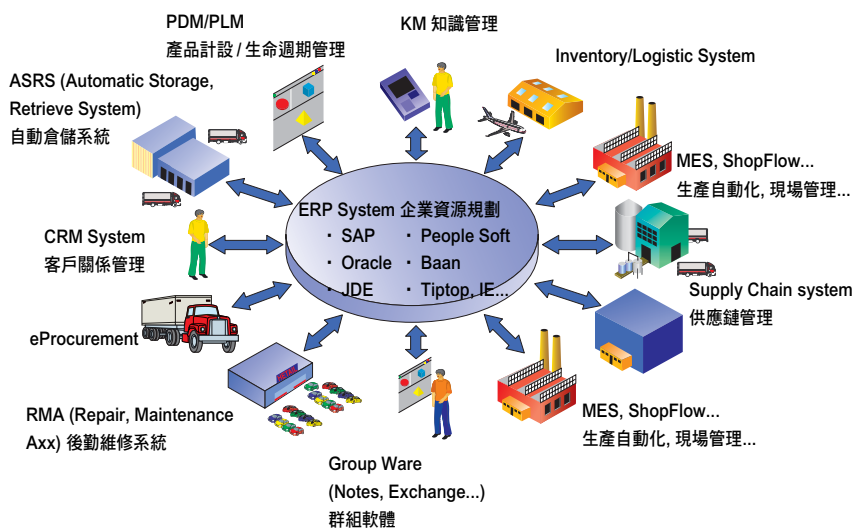 PDM/PLM
產品計設 / 生命週期管理
KM 知識管理
Inventory/Logistic System
ASRS (Automatic Storage,
Retrieve System)
自動倉儲系統
MES, ShopFlow...
生產自動化, 現場管理...
ERP System 企業資源規劃
· SAP · People Soft
· Oracle · Baan
· JDE · Tiptop, IE...
CRM System
客戶關係管理
Supply Chain system
供應鏈管理
eProcurement
RMA (Repair, Maintenance
Axx) 後勤維修系統
MES, ShopFlow...
生產自動化, 現場管理...
Group Ware
(Notes, Exchange...)
群組軟體